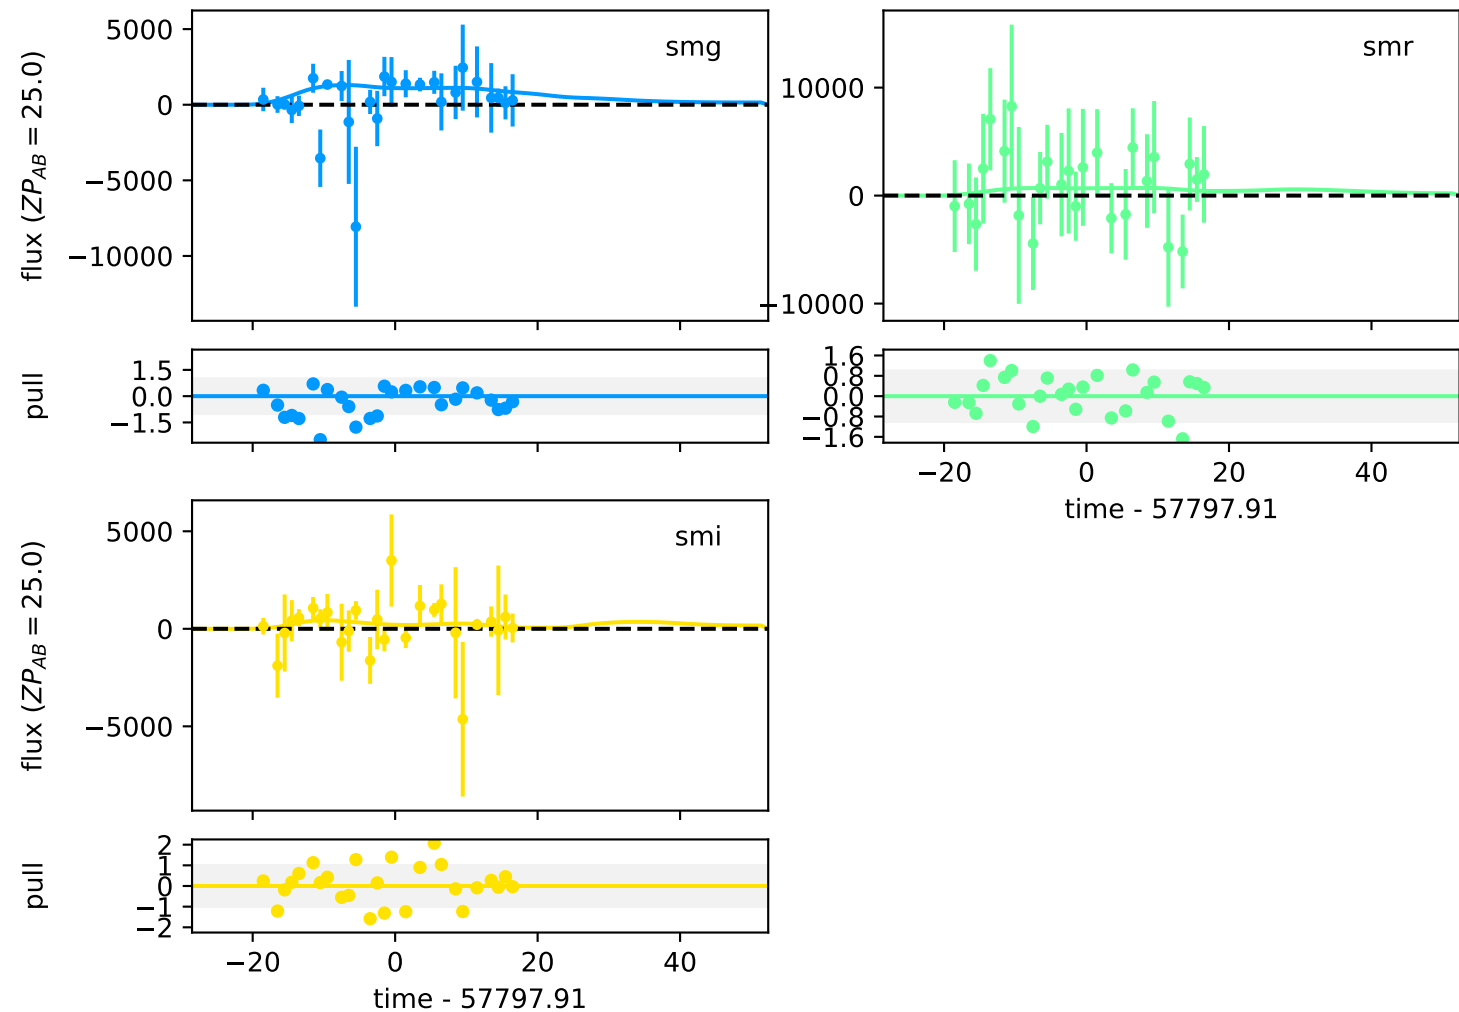 smg
flux (ZP_AB = 25.0)
5000
0
−5000
−10000
smr
10000
0
−10000
pull
1.5
0.0
−1.5
1.6
0.8
0.0
−0.8
−1.6
−20 0 20 40
time - 57797.91
smi
flux (ZP_AB = 25.0)
5000
0
−5000
pull
2
1
0
−1
−2
−20 0 20 40
time - 57797.91